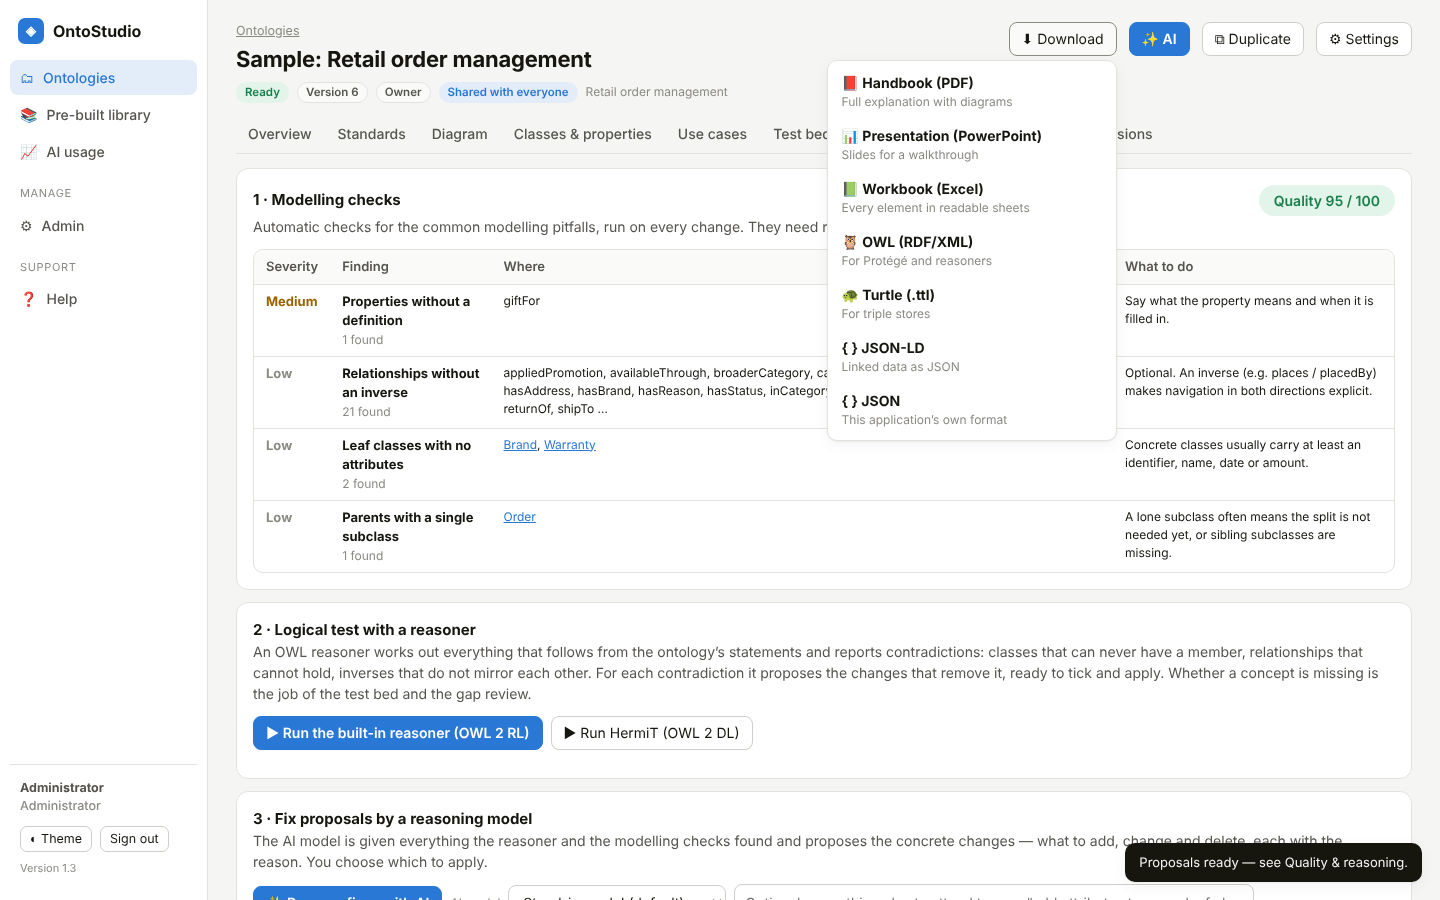 OntoStudio
Ontologies
Pre-built library
AI usage
MANAGE
Admin
SUPPORT
Help
Administrator
Administrator
Theme
Sign out
Version 1.3
Ontologies
Sample: Retail order management
Ready
Version 6
Owner
Shared with everyone
Retail order management
Download
AI
Duplicate
Settings
Overview
Standards
Diagram
Classes & properties
Use cases
Test
Handbook (PDF)
Full explanation with diagrams
Presentation (PowerPoint)
Slides for a walkthrough
Workbook (Excel)
Every element in readable sheets
OWL (RDF/XML)
For Protégé and reasoners
Turtle (.ttl)
For triple stores
{ } JSON-LD
Linked data as JSON
{ } JSON
This application's own format
1 · Modelling checks
Quality 95 / 100
Automatic checks for the common modelling pitfalls, run on every change. They need
Severity
Finding
Where
What to do
Medium
Properties without a
definition
1 found
giftFor
Say what the property means and when it is
filled in.
Low
Relationships without
an inverse
21 found
appliedPromotion, availableThrough, broaderCategory,
hasAddress, hasBrand, hasReason, hasStatus, inCategory
returnOf, shipTo ...
Optional. An inverse (e.g. places / placedBy)
makes navigation in both directions explicit.
Low
Leaf classes with no
attributes
2 found
Brand, Warranty
Concrete classes usually carry at least an
identifier, name, date or amount.
Low
Parents with a single
subclass
1 found
Order
A lone subclass often means the split is not
needed yet, or sibling subclasses are
missing.
2 · Logical test with a reasoner
An OWL reasoner works out everything that follows from the ontology's statements and reports contradictions: classes that can never have a member, relationships that
cannot hold, inverses that do not mirror each other. For each contradiction it proposes the changes that remove it, ready to tick and apply. Whether a concept is missing is
the job of the test bed and the gap review.
▶ Run the built-in reasoner (OWL 2 RL)
▶ Run HermiT (OWL 2 DL)
3 · Fix proposals by a reasoning model
The AI model is given everything the reasoner and the modelling checks found and proposes the concrete changes — what to add, change and delete, each with the
reason. You choose which to apply.
Proposals ready — see Quality & reasoning.